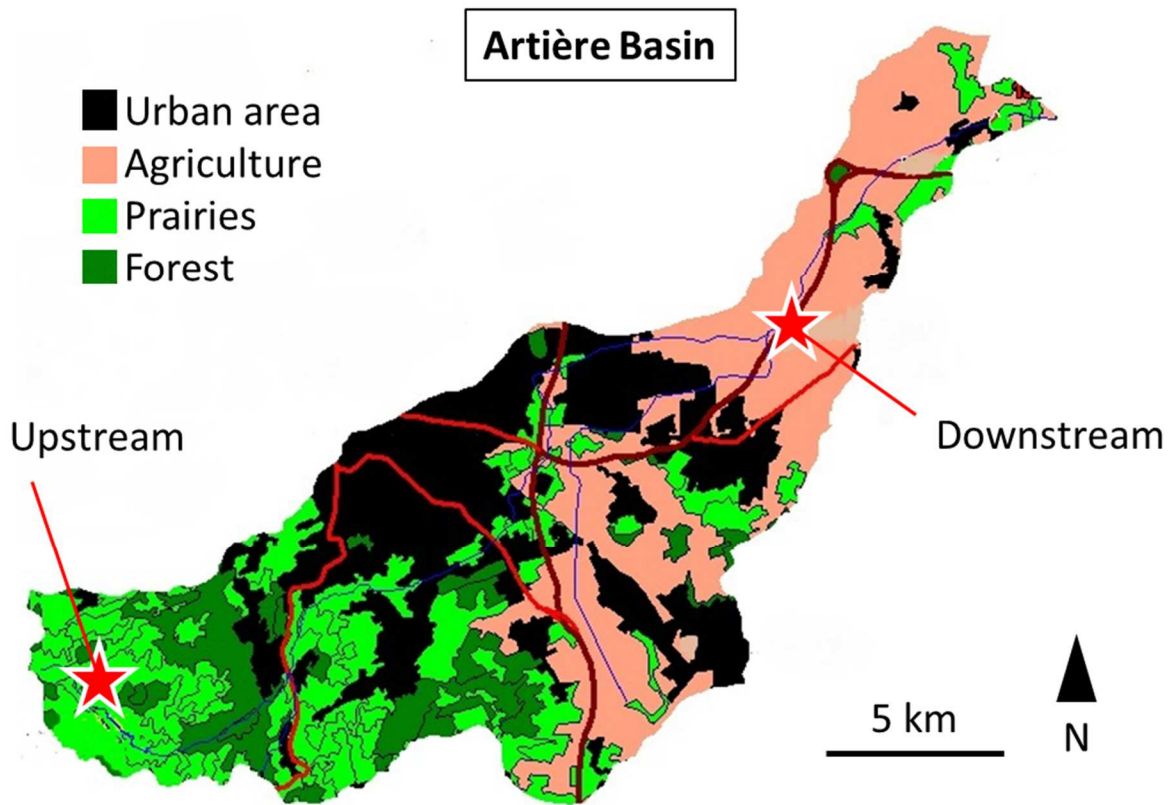 Artière Basin
Urban area
Agriculture
Prairies
Forest
Upstream
Downstream
5 km
N